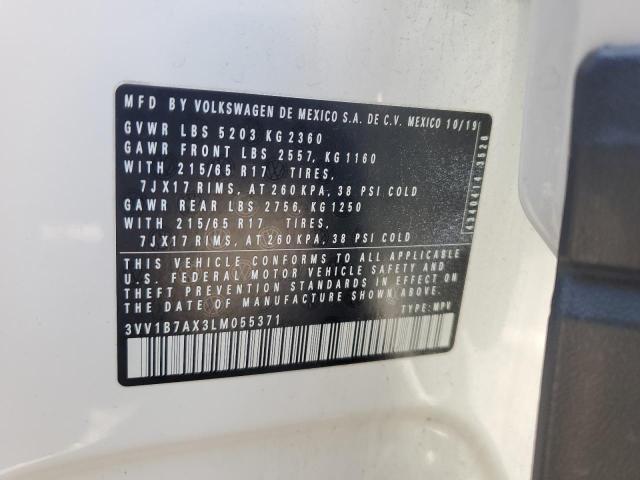 MFD BY VOLKSWAGEN DE MEXICO S.A. DE C.V. MEXICO 10/19
GVWR LBS 5203 KG 2360
GAWR FRONT LBS 2557, KG 1160
WITH 215/65 R17 TIRES,
7JX17 RIMS, AT 260 KPA, 38 PSI COLD
GAWR REAR LBS 2756, KG 1250
WITH 215/65 R17 TIRES,
7JX17 RIMS, AT 260 KPA, 38 PSI COLD
THIS VEHICLE CONFORMS TO ALL APPLICABLE
U.S. FEDERAL MOTOR VEHICLE SAFETY AND
THEFT PREVENTION STANDARDS IN EFFECT ON
THE DATE OF MANUFACTURE SHOWN ABOVE.
3VV1B7AX3LM055371 TYPE: MPV
43404414 3520